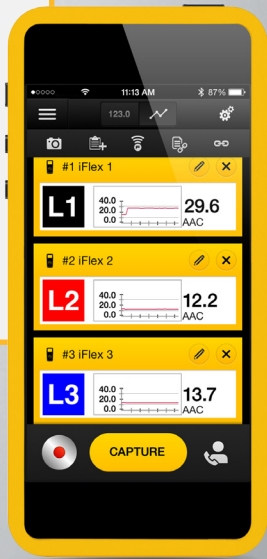 11:13 AM 87%
123.0
#1 iFlex 1
L1 40.0 20.0 0.0 29.6 AAC
#2 iFlex 2
L2 40.0 20.0 0.0 12.2 AAC
#3 iFlex 3
L3 40.0 20.0 0.0 13.7 AAC
CAPTURE